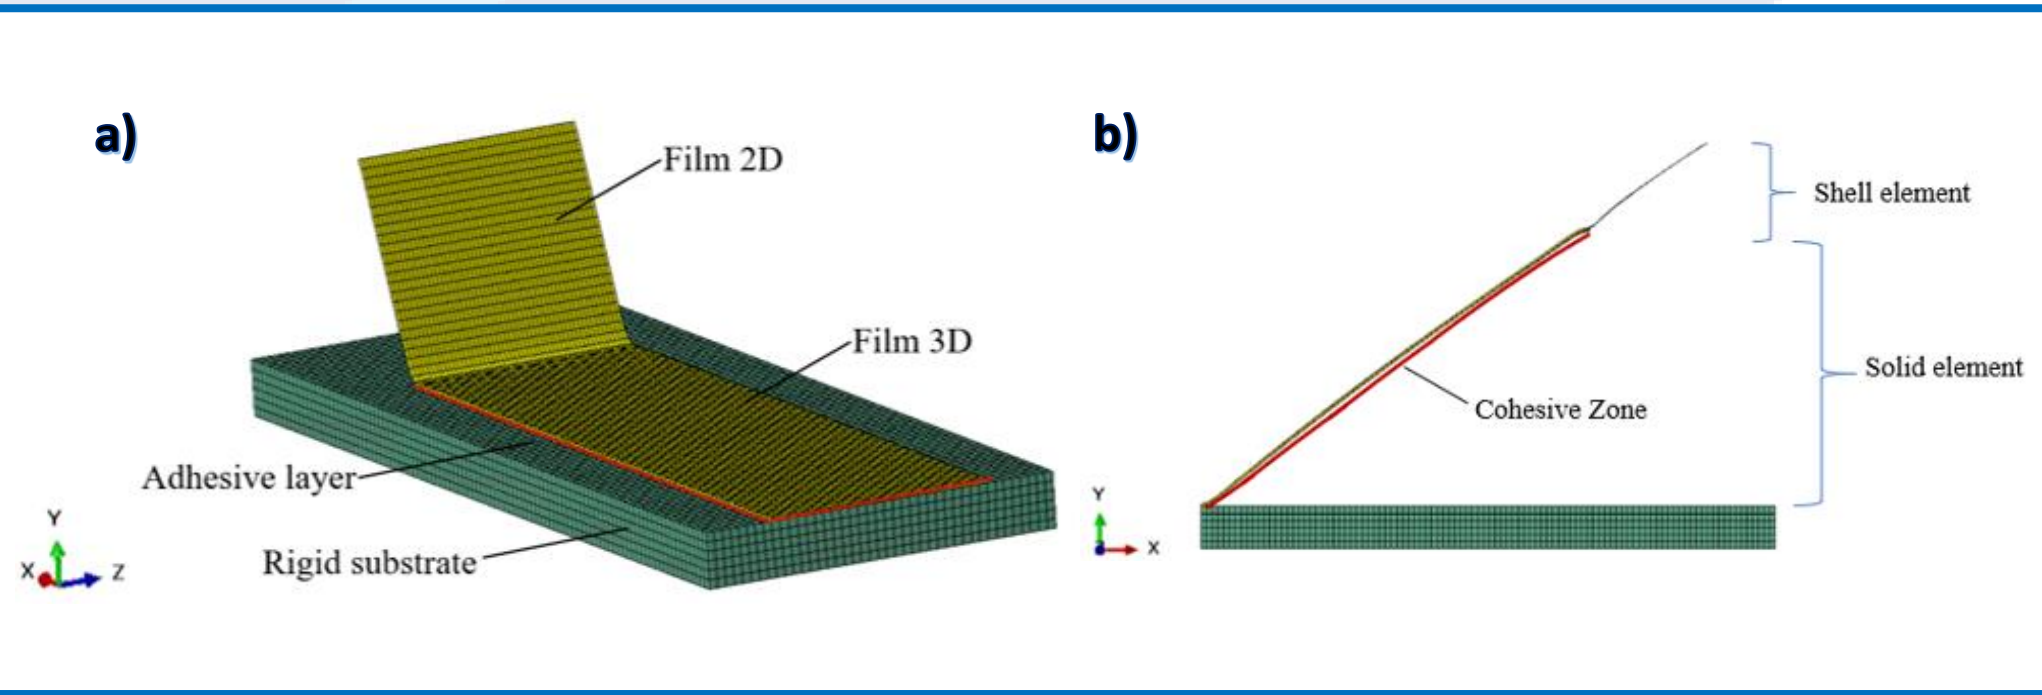 a)
Film 2D
Film 3D
Adhesive layer
Rigid substrate
Y
X
Z
b)
Shell element
Solid element
Cohesive Zone
Y
X